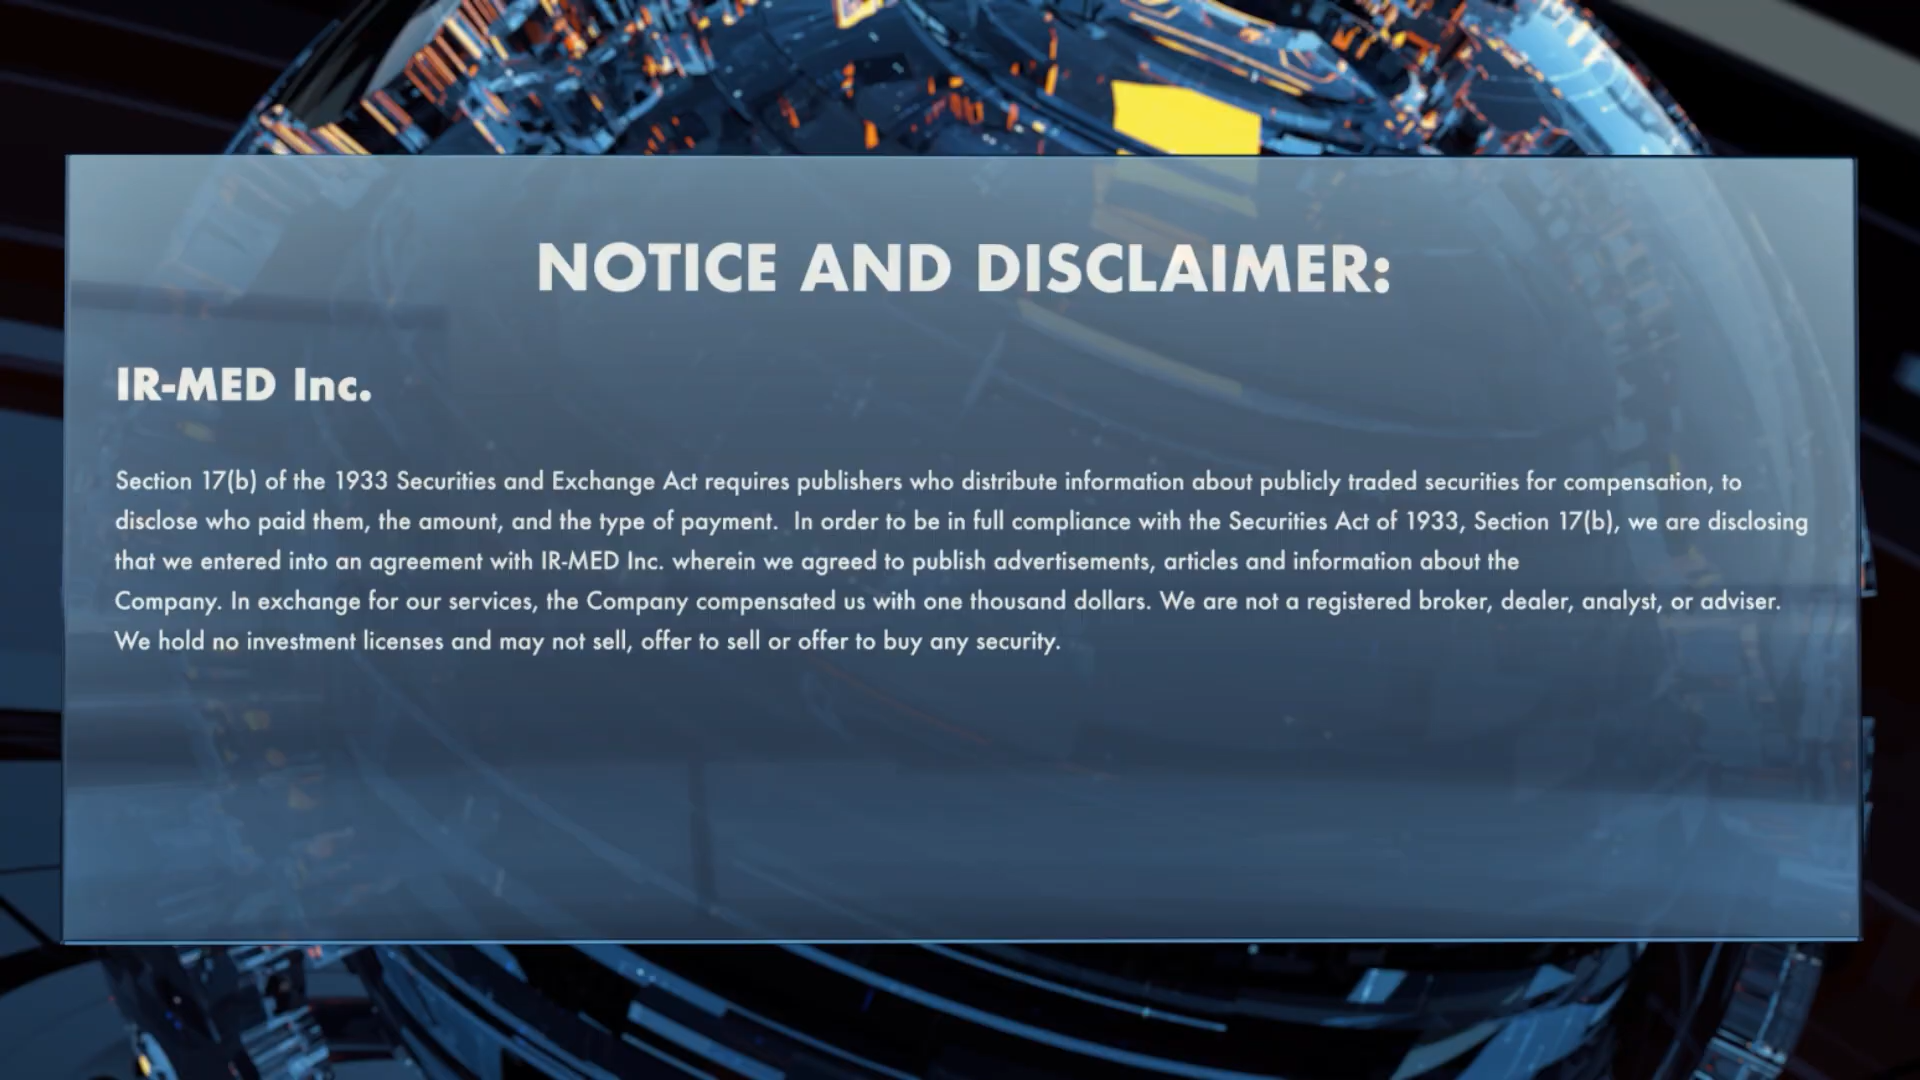 NOTICE AND DISCLAIMER:
IR-MED Inc.
Section 17(b) of the 1933 Securities and Exchange Act requires publishers who distribute information about publicly traded securities for compensation, to
disclose who paid them, the amount, and the type of payment.  In order to be in full compliance with the Securities Act of 1933, Section 17(b), we are disclosing
that we entered into an agreement with IR-MED Inc. wherein we agreed to publish advertisements, articles and information about the
Company. In exchange for our services, the Company compensated us with one thousand dollars. We are not a registered broker, dealer, analyst, or adviser.
We hold no investment licenses and may not sell, offer to sell or offer to buy any security.